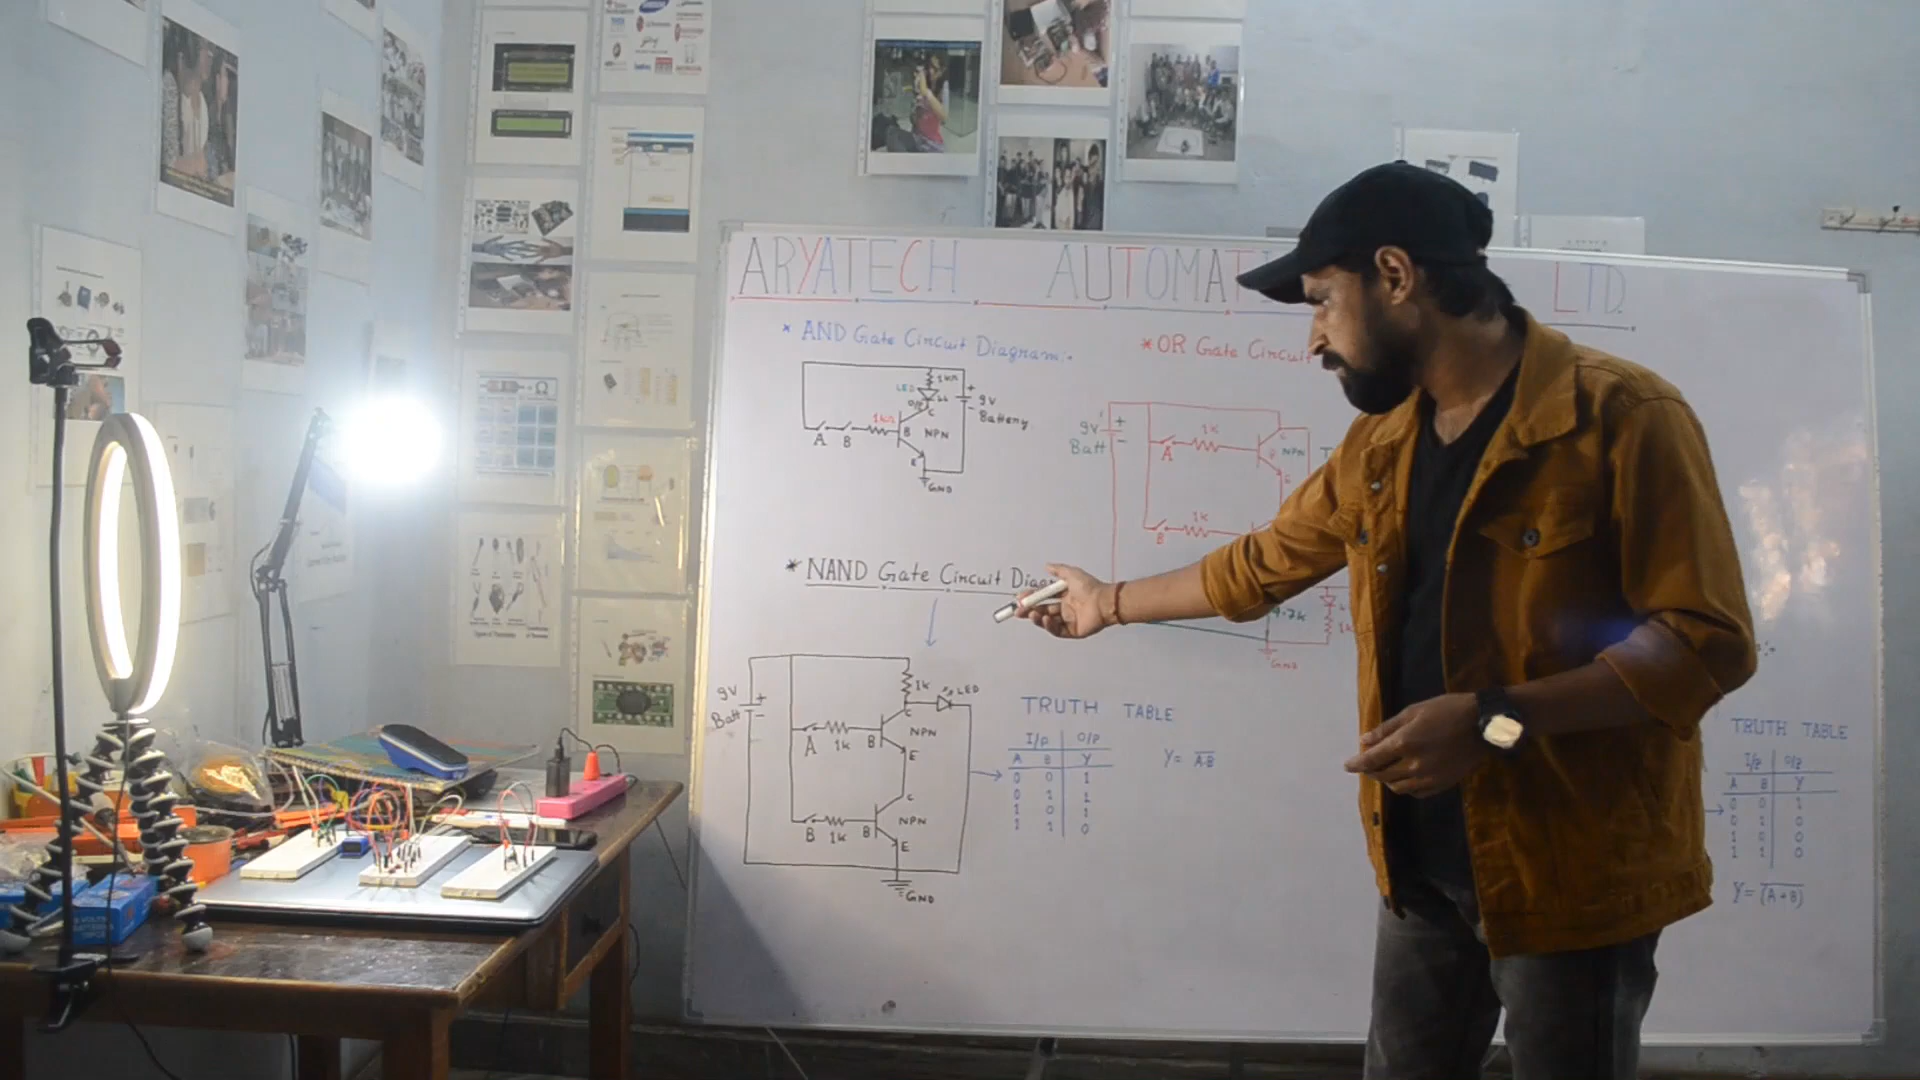 ARYATECH AUTOMATI LTD.
* AND Gate Circuit Diagram:-
1kΩ
LED
O/P
C
+
-
9V
Battery
1kΩ
A B
B
NPN
E
GND
* OR Gate Circuit
9V
Batt
+
-
1k
A
C
B
NPN
E
1k
B
4.7k
1k
GND
* NAND Gate Circuit Diag
9V
Batt
+
-
1k
LED
C
A 1k B
NPN
E
C
B 1k B
NPN
E
GND
TRUTH TABLE
I/P O/P
A B Y
0 0 1
0 1 1
1 0 1
1 1 0
Y = A·B
TRUTH TABLE
I/P O/P
A B Y
0 0 1
0 1 0
1 0 0
1 1 0
Y = (A+B)